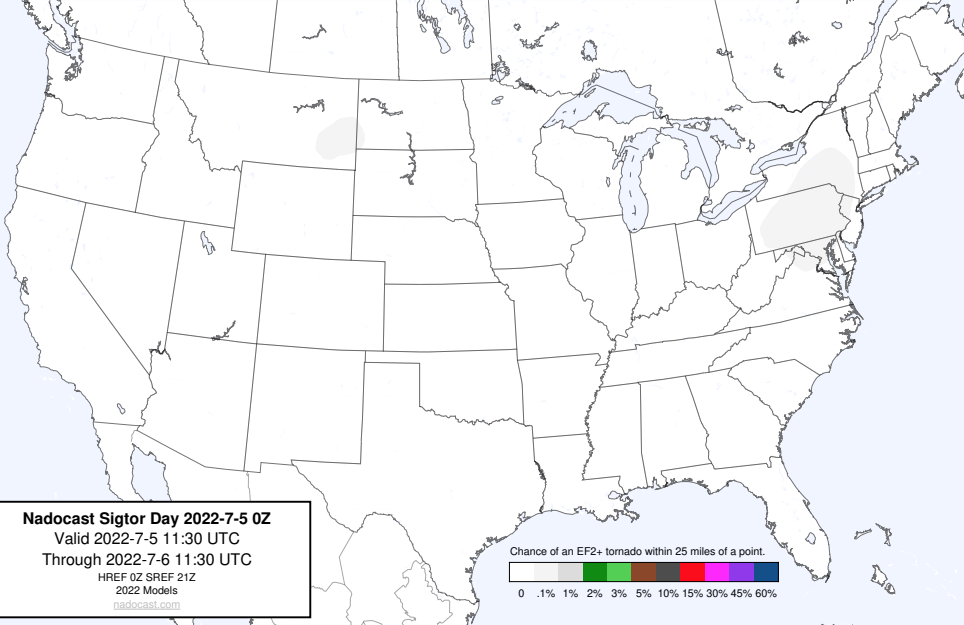 Nadocast Sigtor Day 2022-7-5 0Z
Valid 2022-7-5 11:30 UTC
Through 2022-7-6 11:30 UTC
HREF 0Z SREF 21Z
2022 Models
nadocast.com
Chance of an EF2+ tornado within 25 miles of a point.
0 .1% 1% 2% 3% 5% 10% 15% 30% 45% 60%